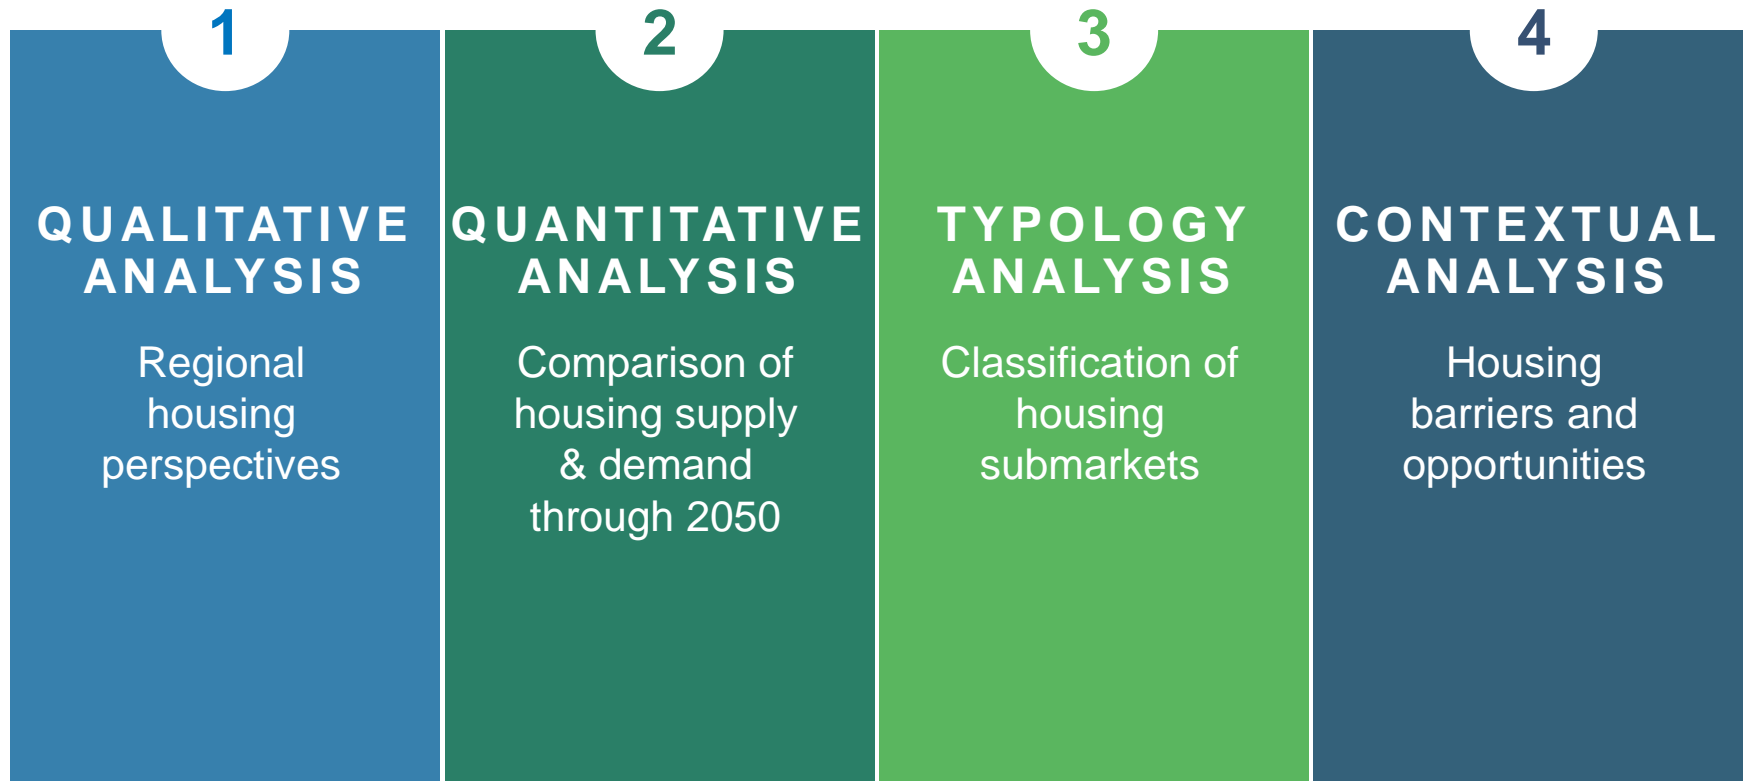 1
QUALITATIVE
ANALYSIS
Regional
housing
perspectives
2
QUANTITATIVE
ANALYSIS
Comparison of
housing supply
& demand
through 2050
3
TYPOLOGY
ANALYSIS
Classification of
housing
submarkets
4
CONTEXTUAL
ANALYSIS
Housing
barriers and
opportunities